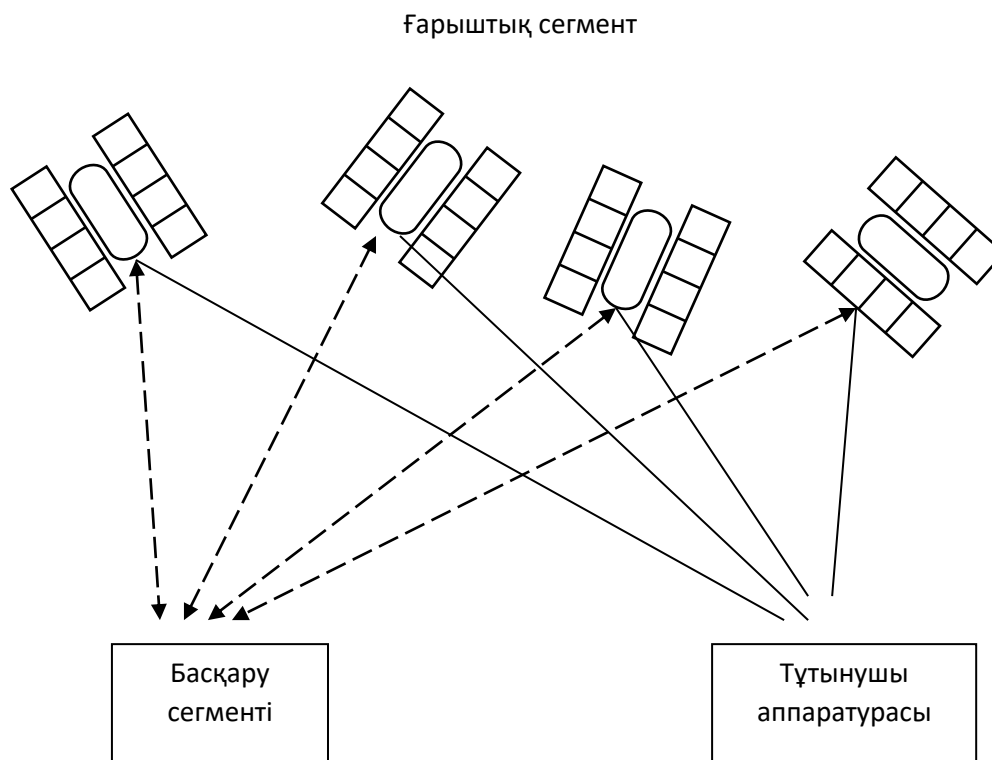 Ғарыштық сегмент
Басқару
сегменті
Тұтынушы
аппаратурасы